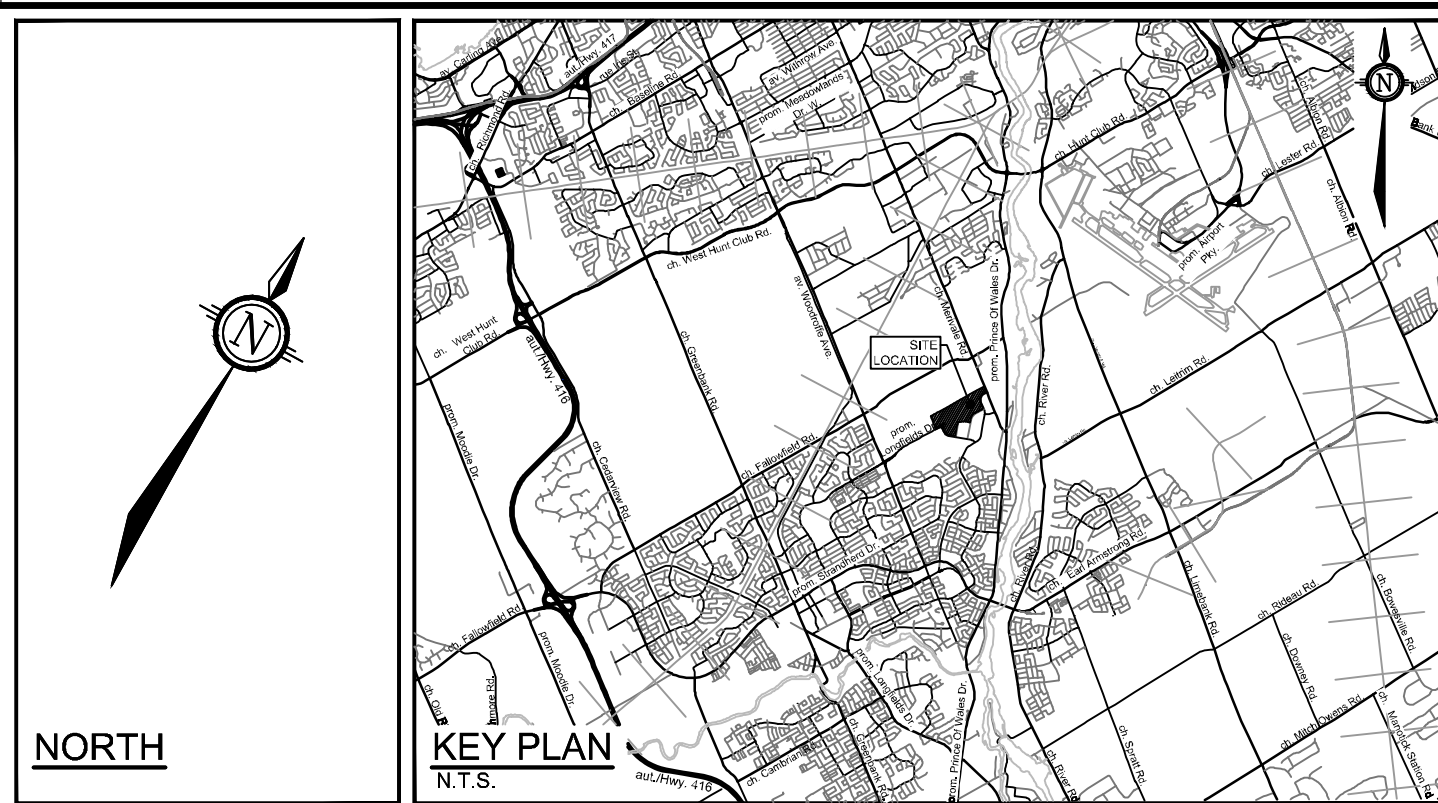 N
NORTH
KEY PLAN
N.T.S.
N
SITE
LOCATION
av. Carling Ave.
ch. Richmond Rd.
aut./Hwy. 417
ch. Baseline Rd.
av. Winrow Ave.
prom. Meadowlands
Dr. W.
ch. Hunt Club Rd.
ch. Albion Rd.
ch. Lester Rd.
ch. Albion Rd.
Bank
prom. Airport
Pky.
ch. West Hunt Club Rd.
ch. West Hunt
Club Rd.
aut./Hwy. 416
av. Woodroffe Ave.
ch. Merivale Rd.
prom. Prince Of Wales Dr.
ch. River Rd.
ch. Leitrim Rd.
ch. Greenbank Rd.
prom. Moodie Dr.
ch. Cedarview Rd.
ch. Fallowfield Rd.
prom.
Longfields Dr.
prom. Strandherd Dr.
ch. River Rd.
ch. Earl Armstrong Rd.
ch. Limebank Rd.
ch. Rideau Rd.
ch. Bowesville Rd.
ch. Downey Rd.
ch. Fallowfield Rd.
prom. Moodie Dr.
ch. Old
prom. Longfields Dr.
prom. Prince Of Wales Dr.
ch. Cambrian Rd.
ch. Greenbank Rd.
aut./Hwy. 416
ch. River Rd.
ch. Spratt Rd.
ch. Mitch Owens Rd.
ch. Manotick Station Rd.